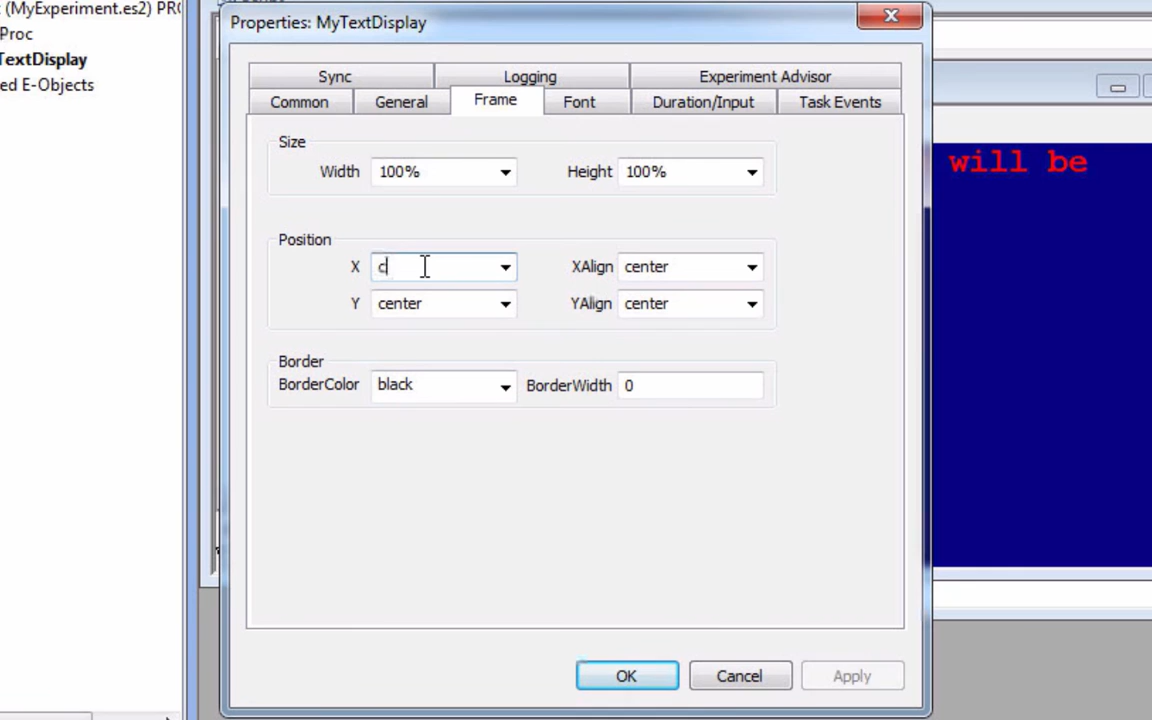 (MyExperiment.es2) PR
Properties: MyTextDisplay
Proc
TextDisplay
ed E-Objects
Sync Logging Experiment Advisor
Common General Frame Font Duration/Input Task Events
Size
Width 100% Height 100%
will be
Position
X c XAlign center
Y center YAlign center
Border
BorderColor black BorderWidth 0
OK Cancel Apply